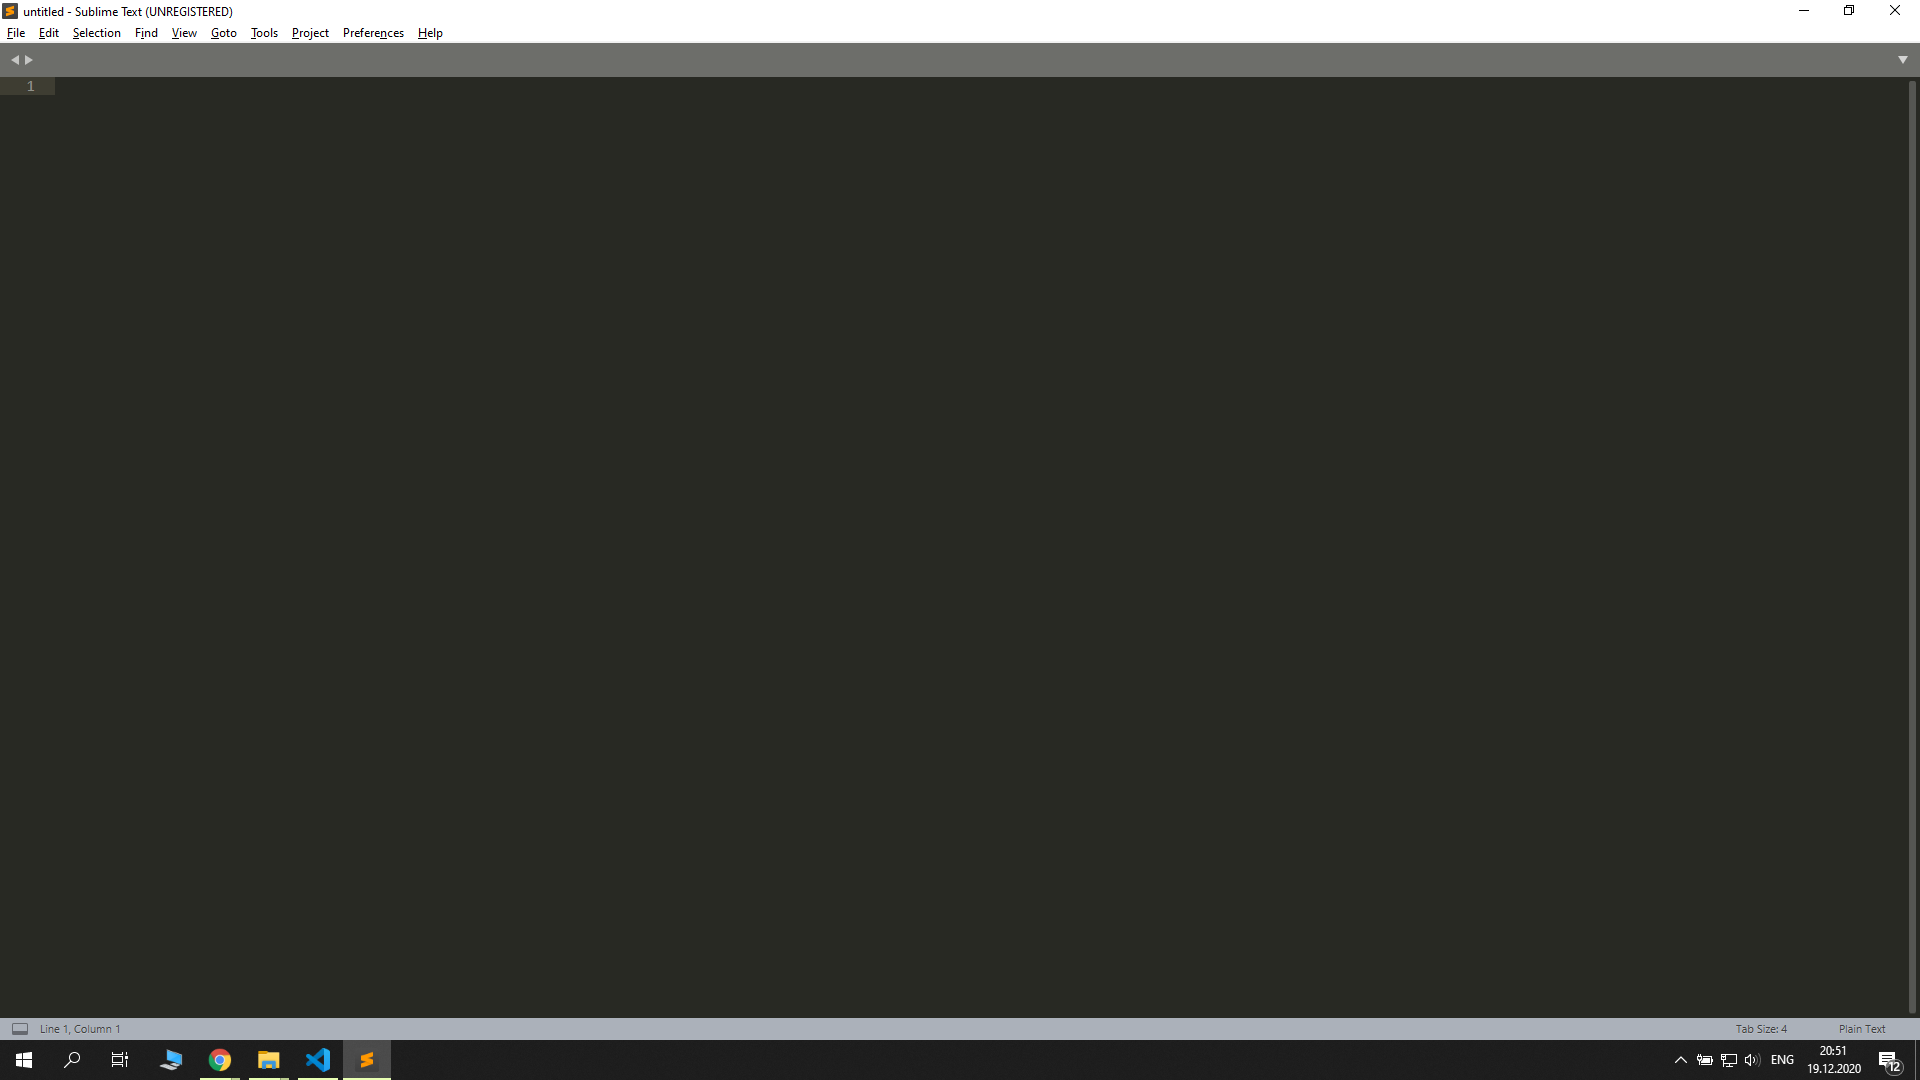 untitled - Sublime Text (UNREGISTERED)
File Edit Selection Find View Goto Tools Project Preferences Help
1
Line 1, Column 1
Tab Size: 4
Plain Text
ENG
20:51
19.12.2020
12